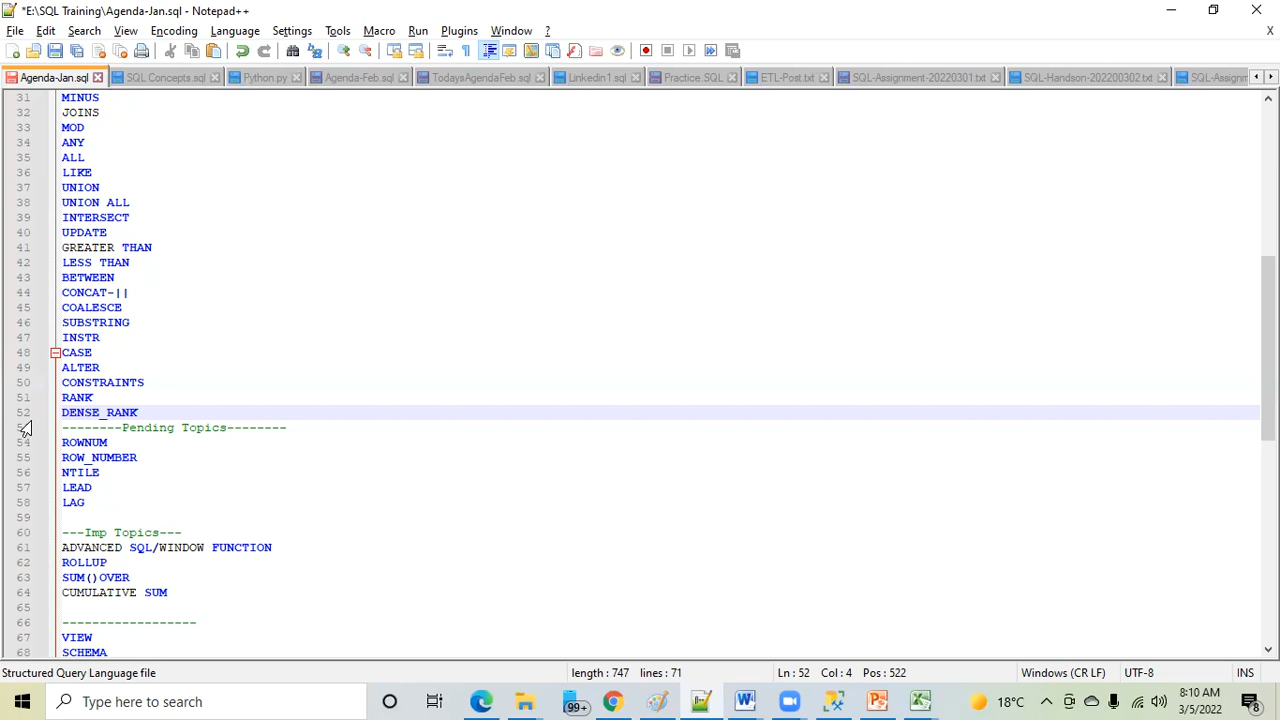 *E:\SQL Training\Agenda-Jan.sql - Notepad++
File Edit Search View Encoding Language Settings Tools Macro Run Plugins Window ? X
Agenda-Jan.sql SQL Concepts.sql Python.py Agenda-Feb.sql TodaysAgendaFeb.sql Linkedin1.sql Practice.SQL ETL-Post.txt SQL-Assignment-20220301.txt SQL-Handson-202200302.txt SQL-Assignm
31 MINUS
32 JOINS
33 MOD
34 ANY
35 ALL
36 LIKE
37 UNION
38 UNION ALL
39 INTERSECT
40 UPDATE
41 GREATER THAN
42 LESS THAN
43 BETWEEN
44 CONCAT-||
45 COALESCE
46 SUBSTRING
47 INSTR
48 CASE
49 ALTER
50 CONSTRAINTS
51 RANK
52 DENSE_RANK
--------Pending Topics--------
54 ROWNUM
55 ROW_NUMBER
56 NTILE
57 LEAD
58 LAG
59
60 ---Imp Topics---
61 ADVANCED SQL/WINDOW FUNCTION
62 ROLLUP
63 SUM()OVER
64 CUMULATIVE SUM
65
66 ------------------
67 VIEW
68 SCHEMA
Structured Query Language file length : 747 lines : 71 Ln : 52 Col : 4 Pos : 522 Windows (CR LF) UTF-8 INS
Type here to search 99+ 18°C 8:10 AM
3/5/2022 8